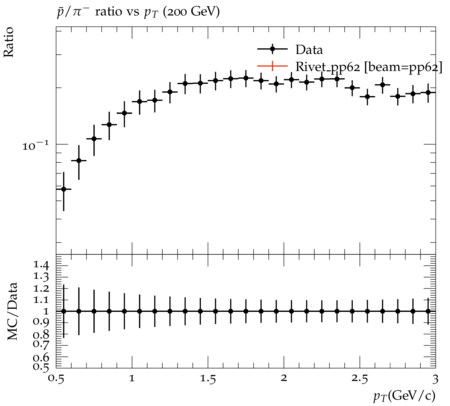 p̄/π⁻ ratio vs p_T (200 GeV)
Ratio
Data
Rivet_pp62 [beam=pp62]
10⁻¹
MC/Data
1.4
1.3
1.2
1.1
1
0.9
0.8
0.7
0.6
0.5
0.5 1 1.5 2 2.5 3
p_T(GeV/c)